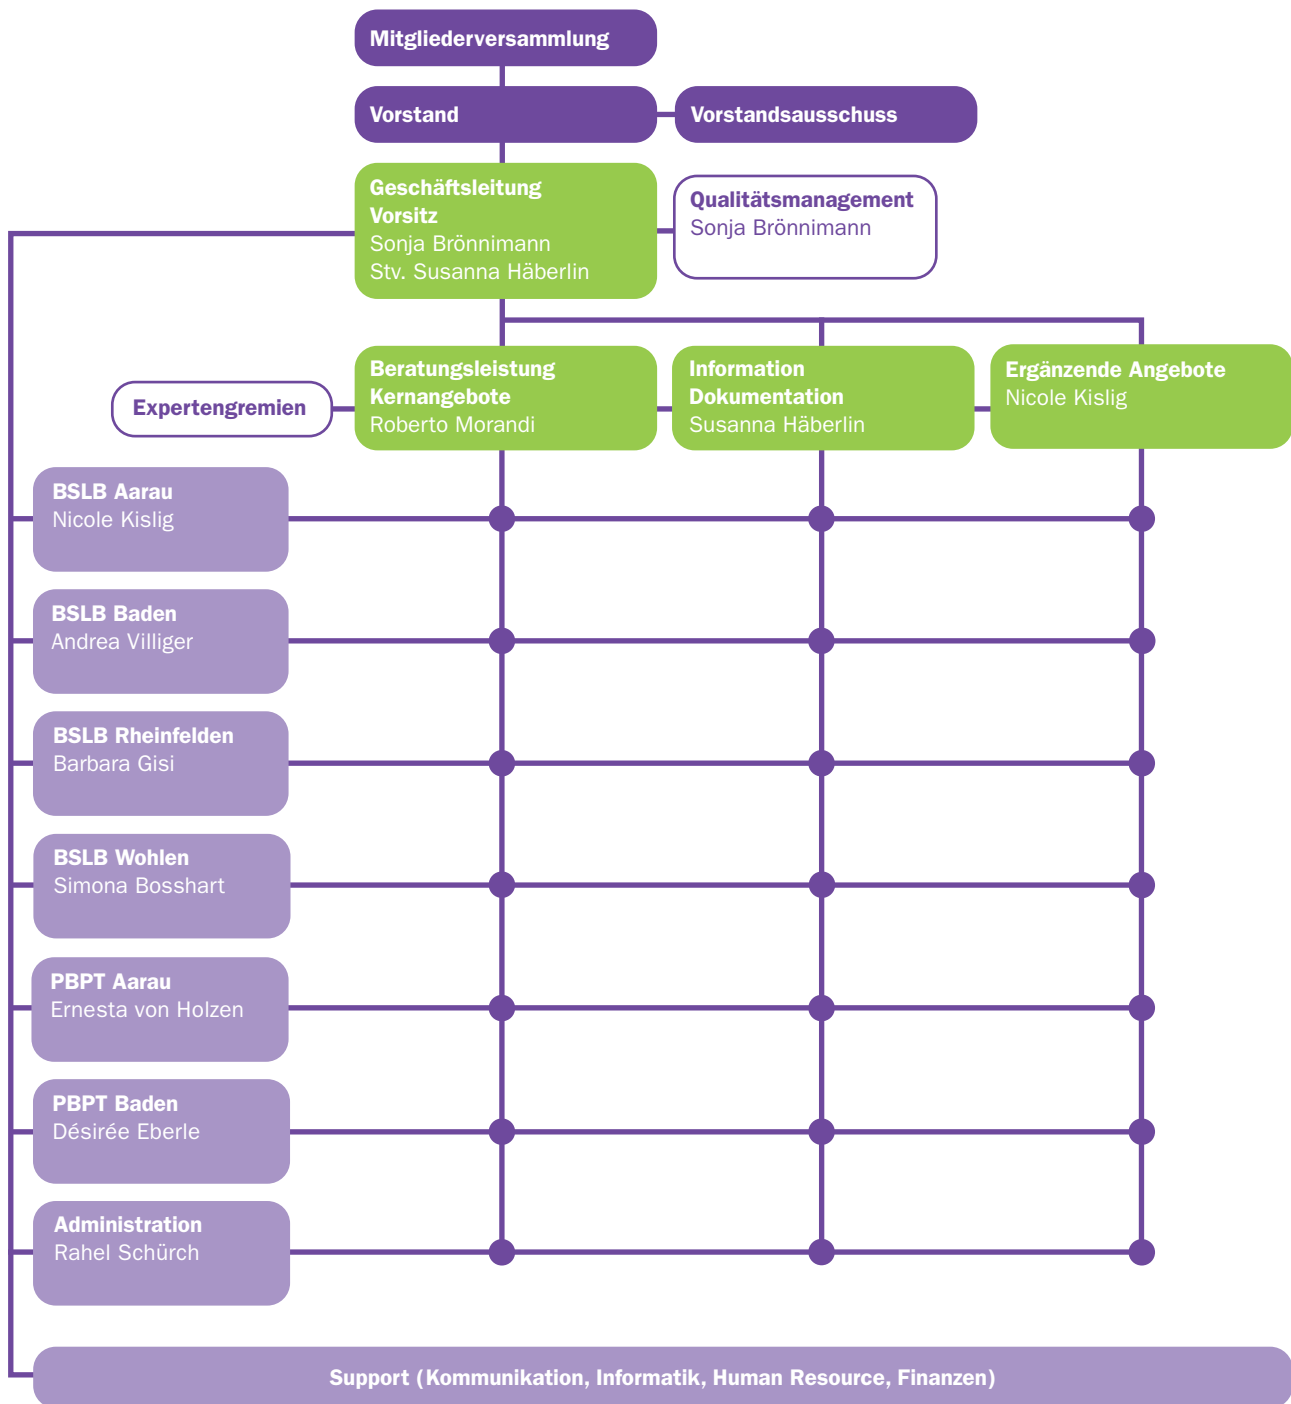 Mitgliederversammlung
Vorstand
Vorstandsausschuss
Geschäftsleitung
Vorsitz
Sonja Brönnimann
Stv. Susanna Häberlin
Qualitätsmanagement
Sonja Brönnimann
Expertengremien
Beratungsleistung
Kernangebote
Roberto Morandi
Information
Dokumentation
Susanna Häberlin
Ergänzende Angebote
Nicole Kislig
BSLB Aarau
Nicole Kislig
BSLB Baden
Andrea Villiger
BSLB Rheinfelden
Barbara Gisi
BSLB Wohlen
Simona Bosshart
PBPT Aarau
Ernesta von Holzen
PBPT Baden
Désirée Eberle
Administration
Rahel Schürch
Support (Kommunikation, Informatik, Human Resource, Finanzen)